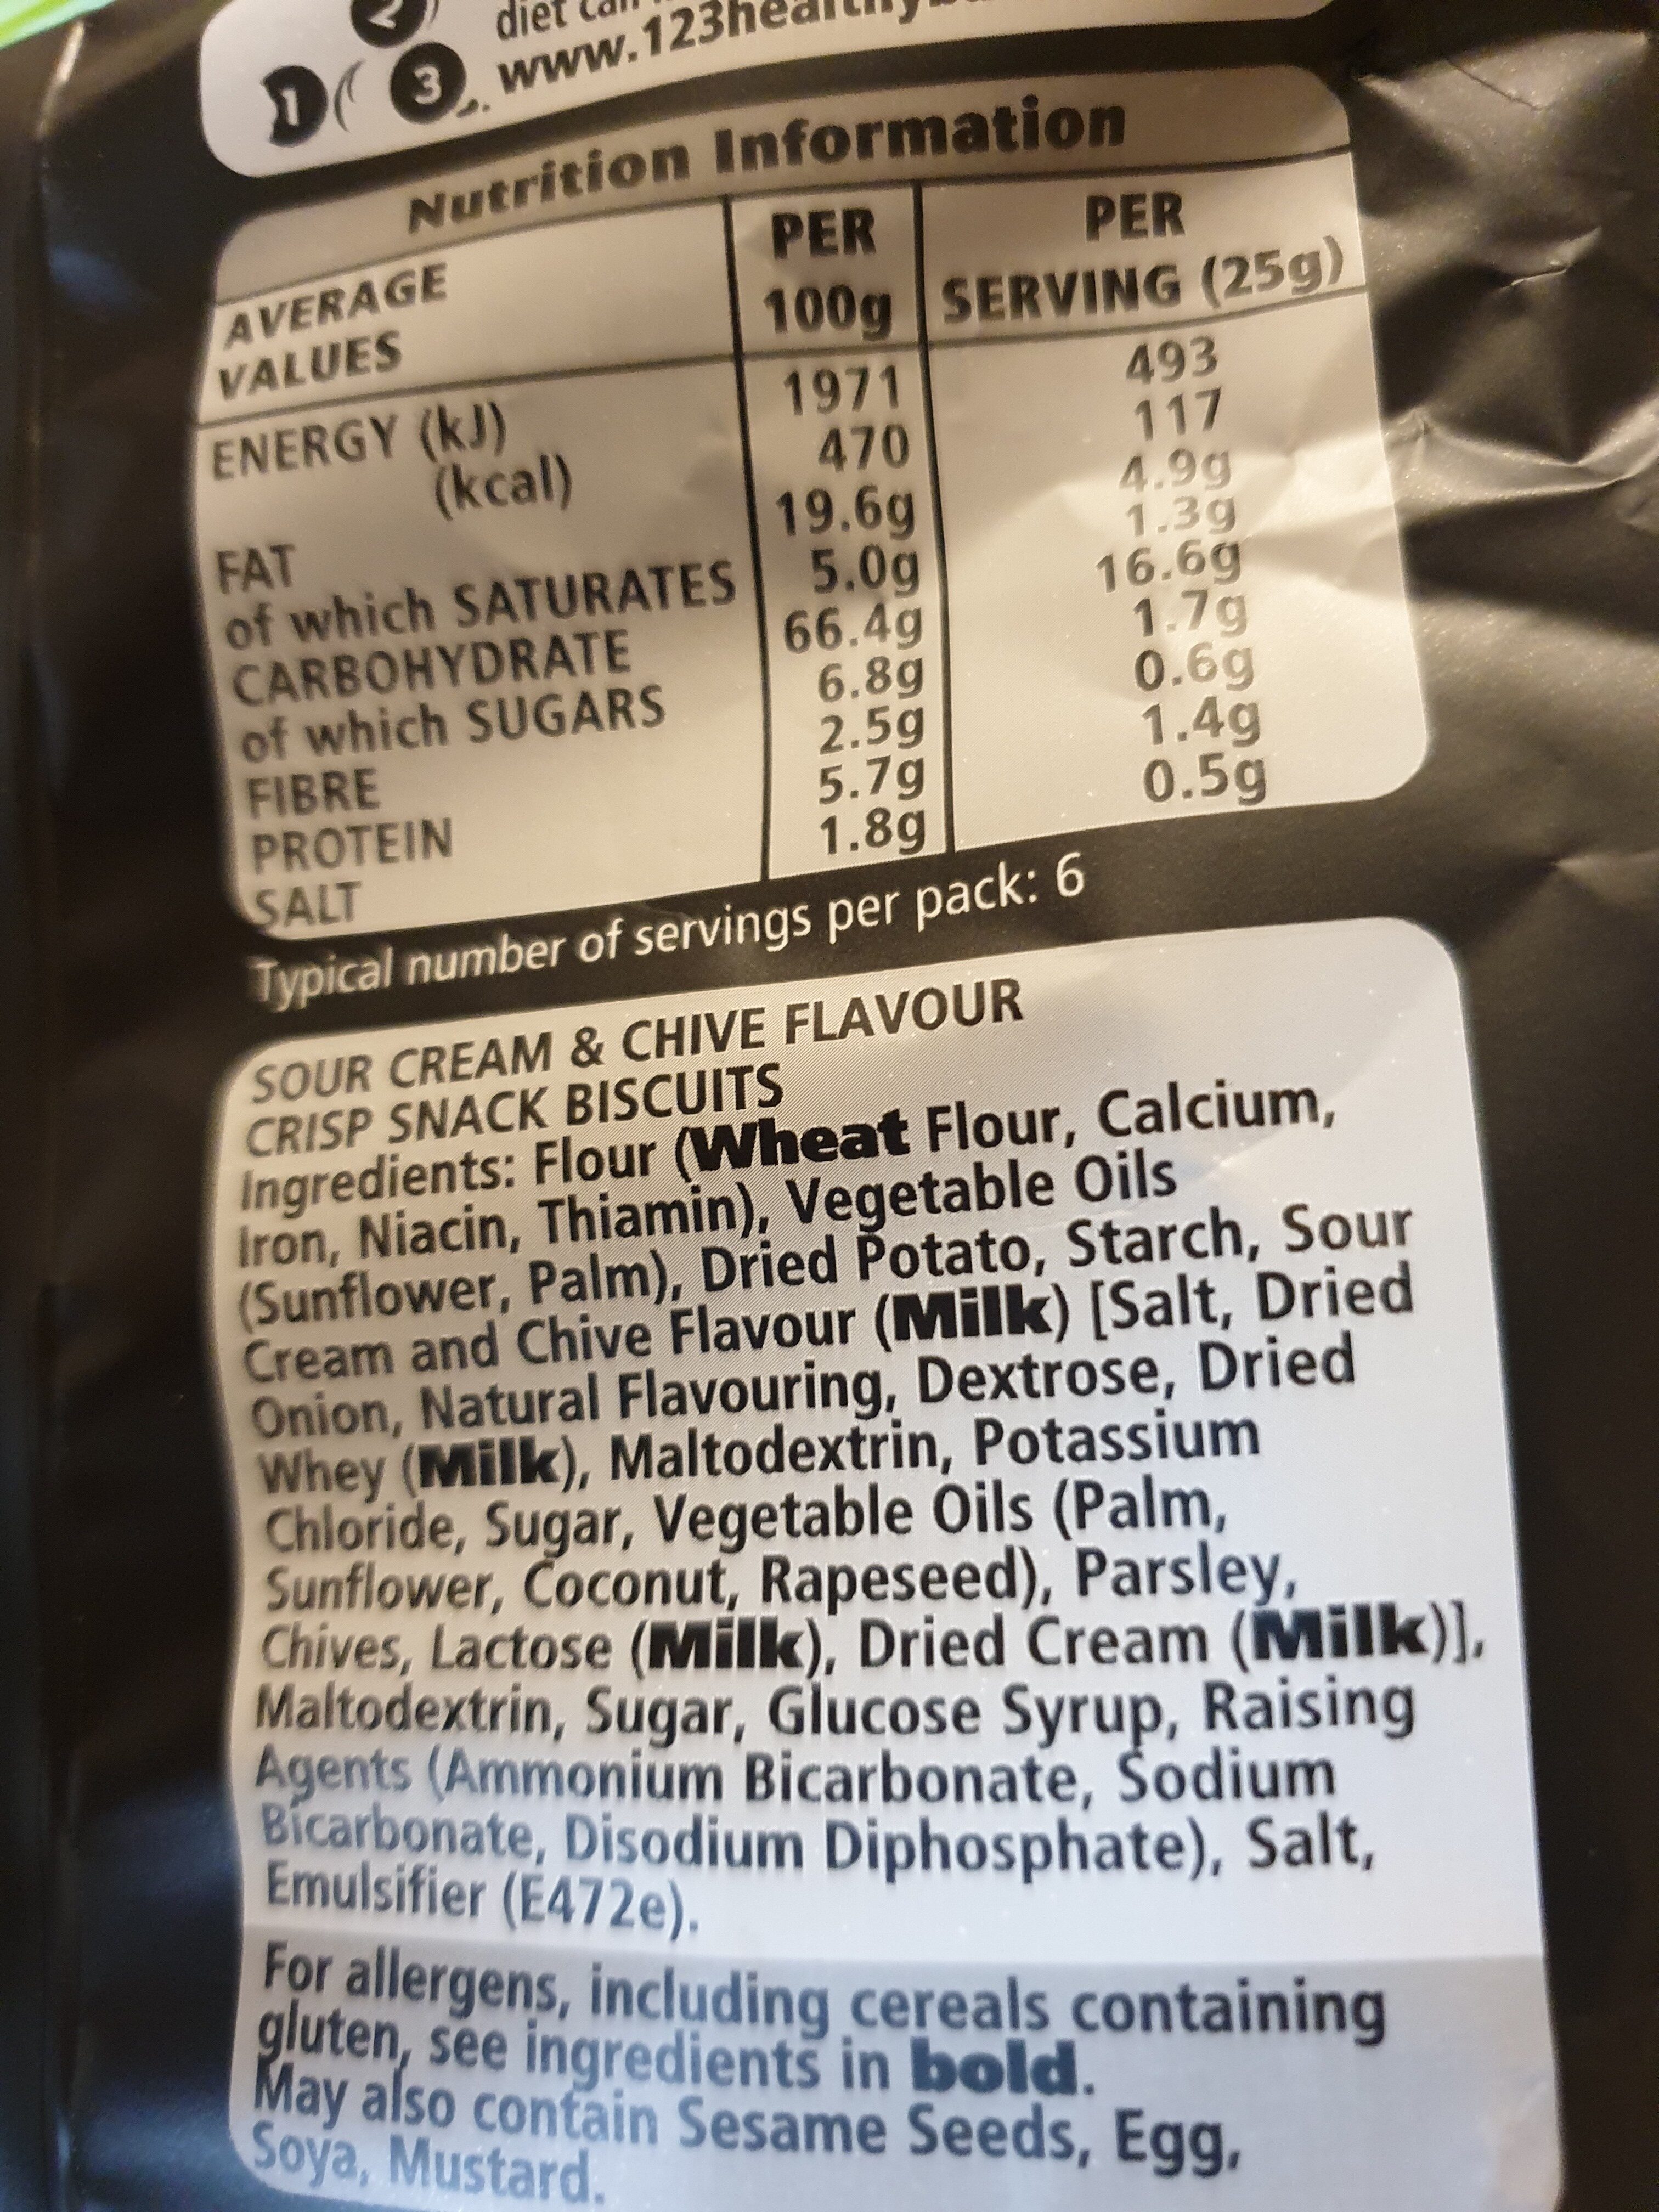 2
diet
1 3 www.123healthy
Nutrition Information
AVERAGE VALUES PER 100g PER SERVING (25g)
ENERGY (kJ) 1971 493
(kcal) 470 117
FAT 19.6g 4.9g
of which SATURATES 5.0g 1.3g
CARBOHYDRATE 66.4g 16.6g
of which SUGARS 6.8g 1.7g
FIBRE 2.5g 0.6g
PROTEIN 5.7g 1.4g
SALT 1.8g 0.5g
Typical number of servings per pack: 6
SOUR CREAM & CHIVE FLAVOUR
CRISP SNACK BISCUITS
Ingredients: Flour (Wheat Flour, Calcium,
Iron, Niacin, Thiamin), Vegetable Oils
(Sunflower, Palm), Dried Potato, Starch, Sour
Cream and Chive Flavour (Milk) [Salt, Dried
Onion, Natural Flavouring, Dextrose, Dried
Whey (Milk), Maltodextrin, Potassium
Chloride, Sugar, Vegetable Oils (Palm,
Sunflower, Coconut, Rapeseed), Parsley,
Chives, Lactose (Milk), Dried Cream (Milk)],
Maltodextrin, Sugar, Glucose Syrup, Raising
Agents (Ammonium Bicarbonate, Sodium
Bicarbonate, Disodium Diphosphate), Salt,
Emulsifier (E472e).
For allergens, including cereals containing
gluten, see ingredients in bold.
May also contain Sesame Seeds, Egg,
Soya, Mustard.